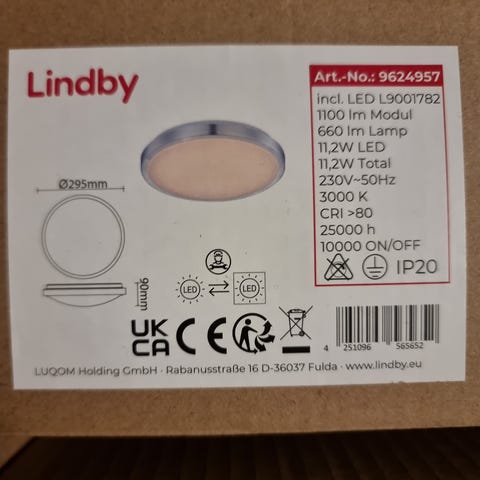 Lindby
Art.-No.: 9624957
incl. LED L9001782
1100 lm Modul
660 lm Lamp
11,2W LED
11,2W Total
230V~50Hz
3000 K
CRI >80
25000 h
10000 ON/OFF
IP20
Ø295mm
90mm
LED
LED
UK
CA
CE
4 251096 565652
LUQOM Holding GmbH · Rabanusstraße 16 D-36037 Fulda · www.lindby.eu